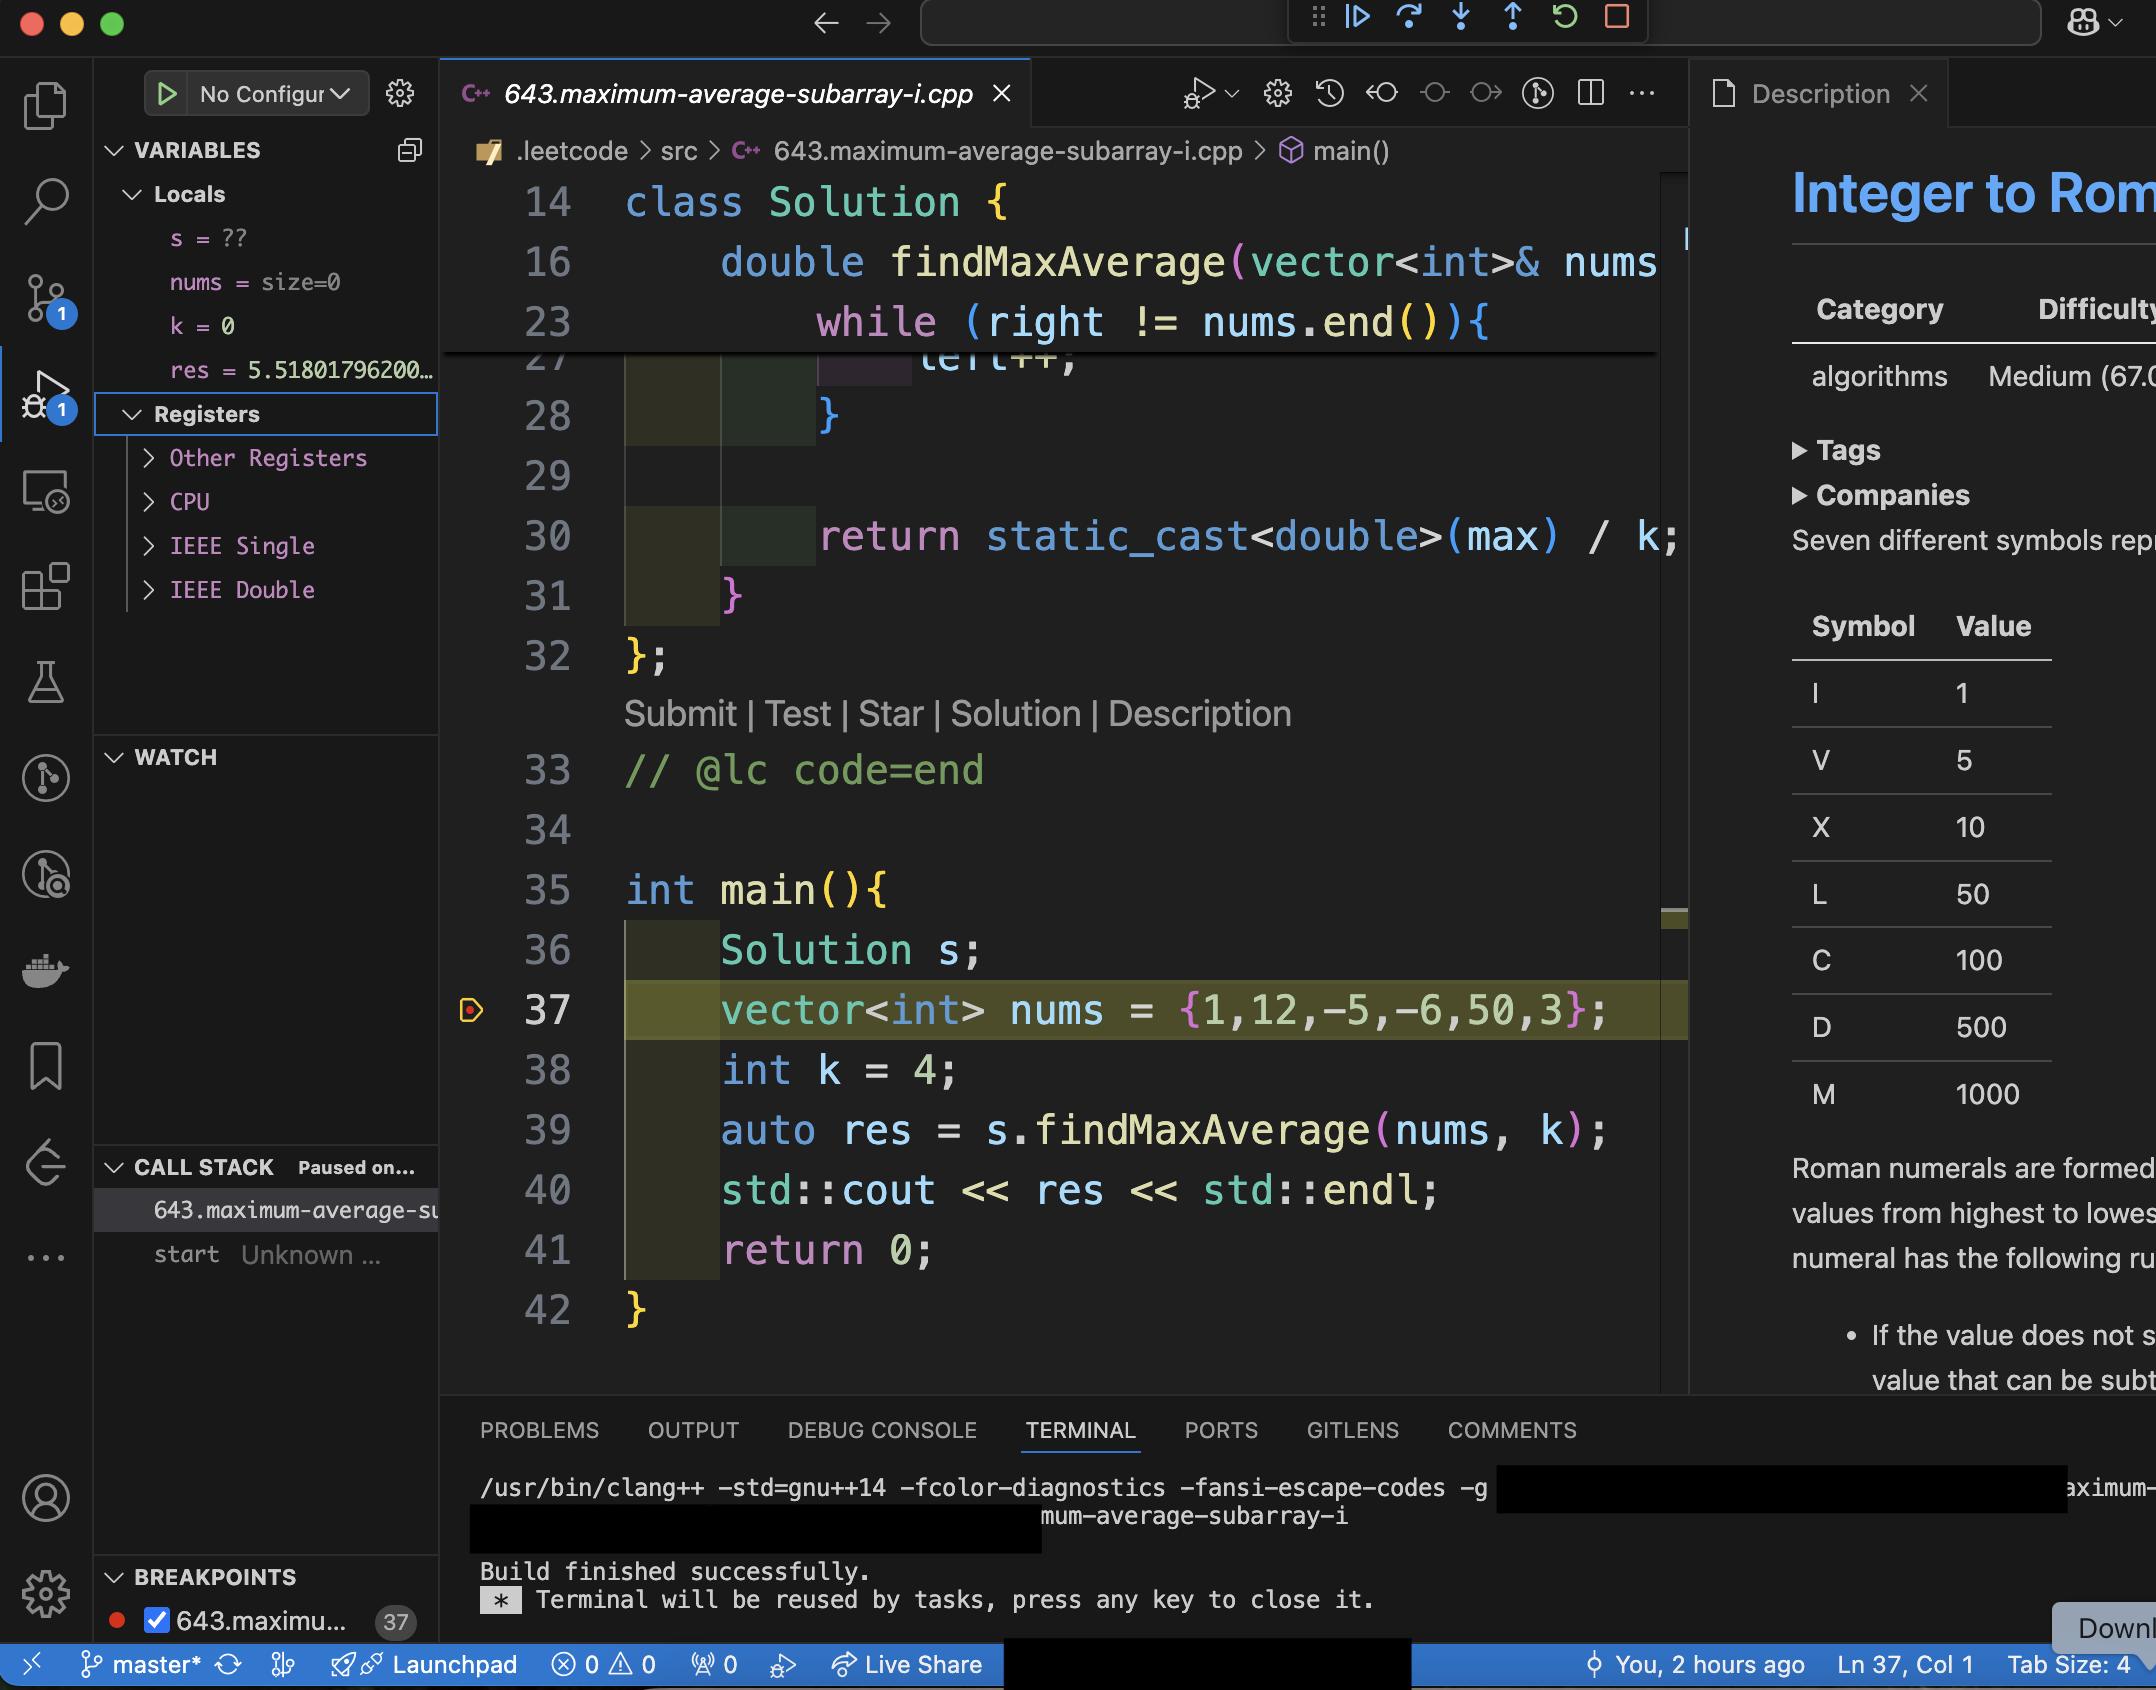 No Configur
VARIABLES
Locals
s = ??
nums = size=0
k = 0
res = 5.51801796200…
Registers
Other Registers
CPU
IEEE Single
IEEE Double
WATCH
CALL STACK Paused on…
643.maximum-average-su
start Unknown …
BREAKPOINTS
643.maximu… 37
1
1
C++ 643.maximum-average-subarray-i.cpp
.leetcode > src > C++ 643.maximum-average-subarray-i.cpp > main()
14 class Solution {
16 double findMaxAverage(vector<int>& nums
23 while (right != nums.end()){
27 left++;
28 }
29
30 return static_cast<double>(max) / k;
31 }
32 };
Submit | Test | Star | Solution | Description
33 // @lc code=end
34
35 int main(){
36 Solution s;
37 vector<int> nums = {1,12,-5,-6,50,3};
38 int k = 4;
39 auto res = s.findMaxAverage(nums, k);
40 std::cout << res << std::endl;
41 return 0;
42 }
Description
Integer to Rom
Category Difficulty
algorithms Medium (67.0
Tags
Companies
Seven different symbols repr
Symbol Value
I 1
V 5
X 10
L 50
C 100
D 500
M 1000
Roman numerals are formed
values from highest to lowes
numeral has the following ru
• If the value does not s
value that can be subt
PROBLEMS OUTPUT DEBUG CONSOLE TERMINAL PORTS GITLENS COMMENTS
/usr/bin/clang++ -std=gnu++14 -fcolor-diagnostics -fansi-escape-codes -g aximum-
mum-average-subarray-i
Build finished successfully.
* Terminal will be reused by tasks, press any key to close it.
Downl
master* Launchpad 0 0 0 Live Share You, 2 hours ago Ln 37, Col 1 Tab Size: 4